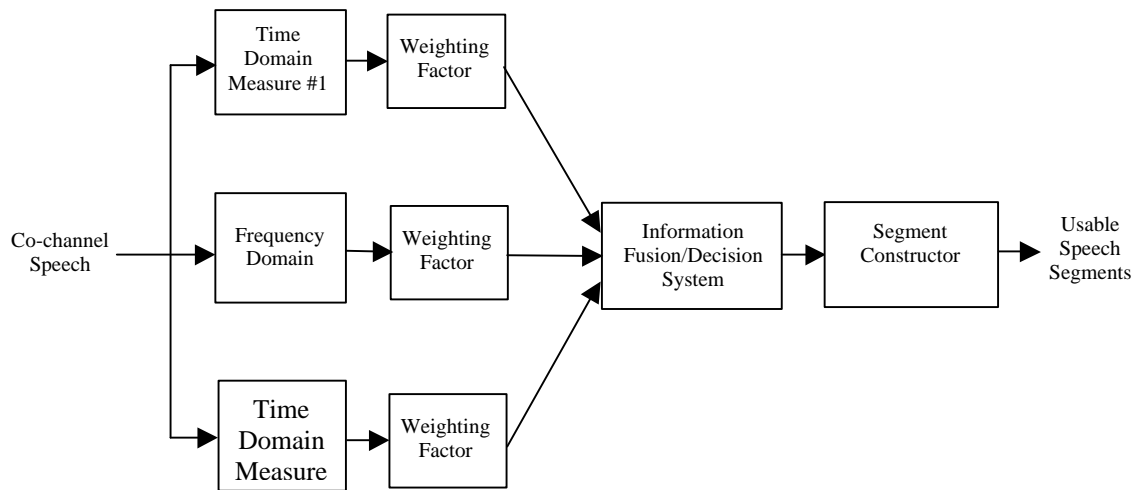 Time
Domain
Measure #1
Weighting
Factor
Co-channel
Speech
Frequency
Domain
Weighting
Factor
Information
Fusion/Decision
System
Segment
Constructor
Usable
Speech
Segments
Time
Domain
Measure
Weighting
Factor